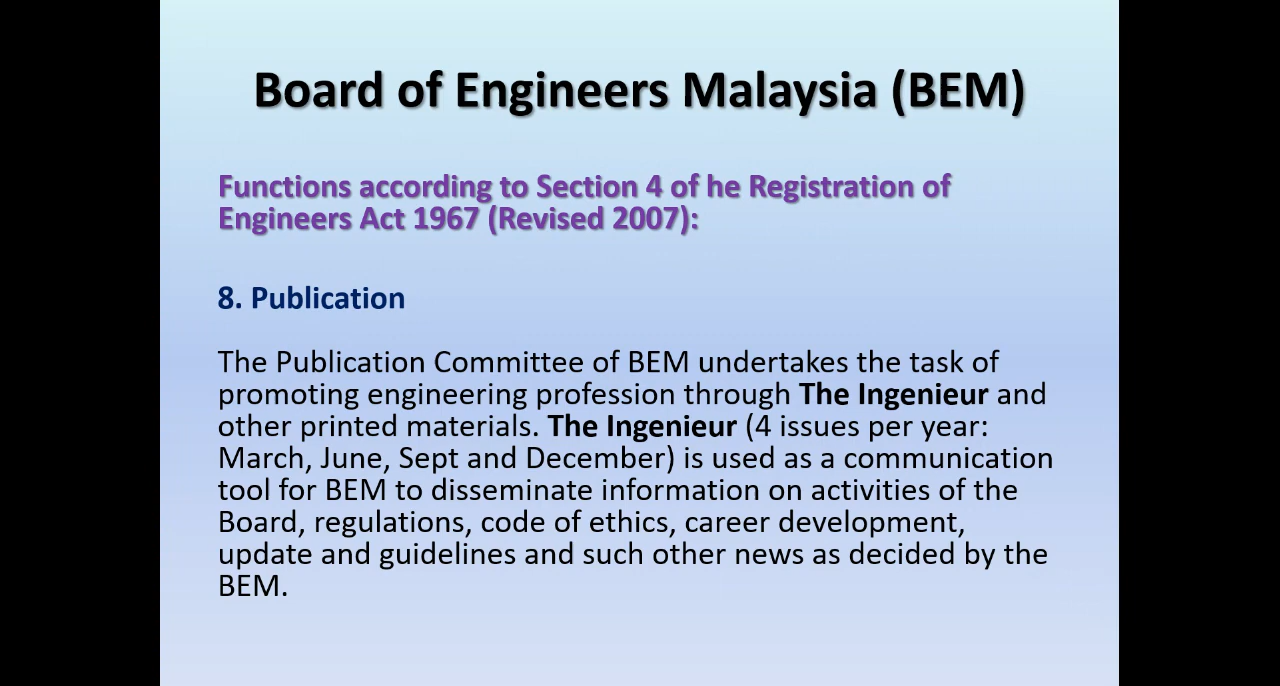 Board of Engineers Malaysia (BEM)
Functions according to Section 4 of he Registration of
Engineers Act 1967 (Revised 2007):
8. Publication
The Publication Committee of BEM undertakes the task of
promoting engineering profession through The Ingenieur and
other printed materials. The Ingenieur (4 issues per year:
March, June, Sept and December) is used as a communication
tool for BEM to disseminate information on activities of the
Board, regulations, code of ethics, career development,
update and guidelines and such other news as decided by the
BEM.